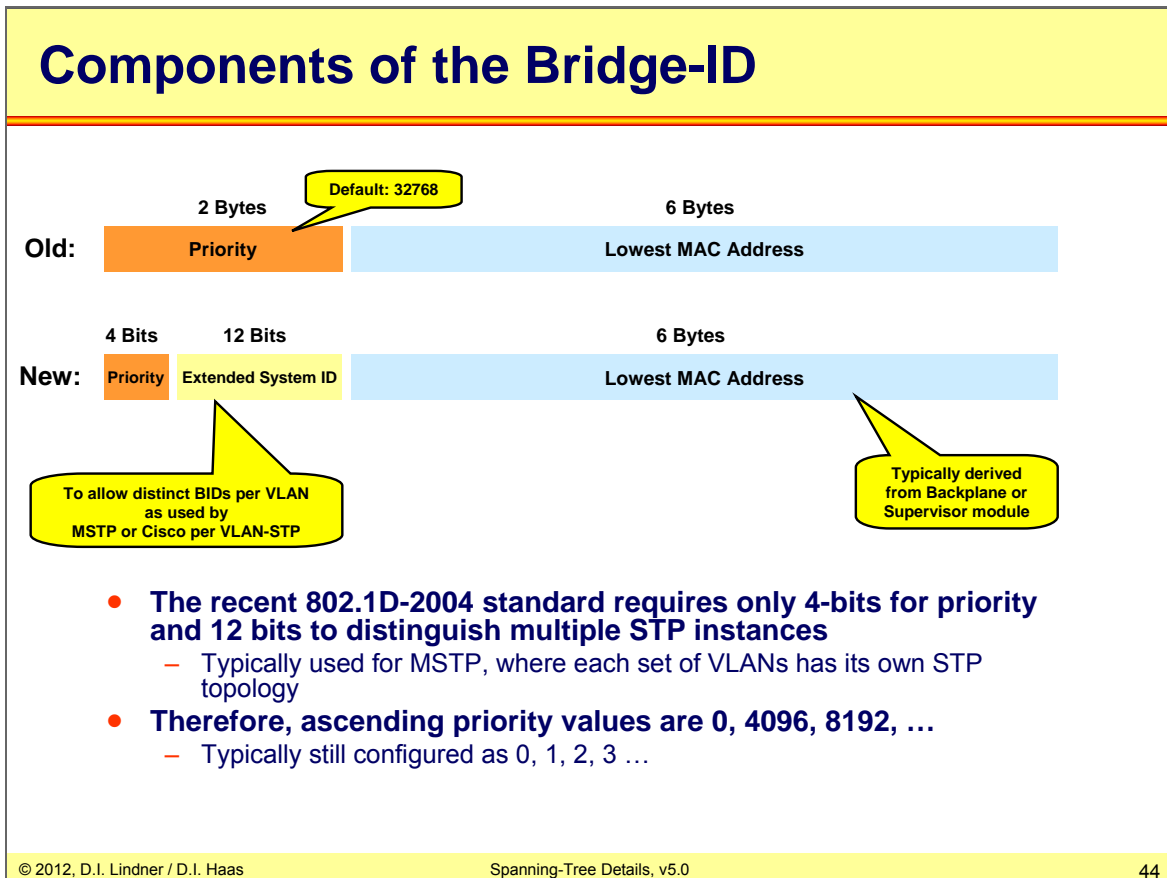 Components of the Bridge-ID
Default: 32768
2 Bytes
6 Bytes
Old:
Priority
Lowest MAC Address
4 Bits
12 Bits
6 Bytes
New:
Priority
Extended System ID
Lowest MAC Address
To allow distinct BIDs per VLAN
as used by
MSTP or Cisco per VLAN-STP
Typically derived
from Backplane or
Supervisor module
• The recent 802.1D-2004 standard requires only 4-bits for priority
and 12 bits to distinguish multiple STP instances
– Typically used for MSTP, where each set of VLANs has its own STP
topology
• Therefore, ascending priority values are 0, 4096, 8192, …
– Typically still configured as 0, 1, 2, 3 …
© 2012, D.I. Lindner / D.I. Haas
Spanning-Tree Details, v5.0
44